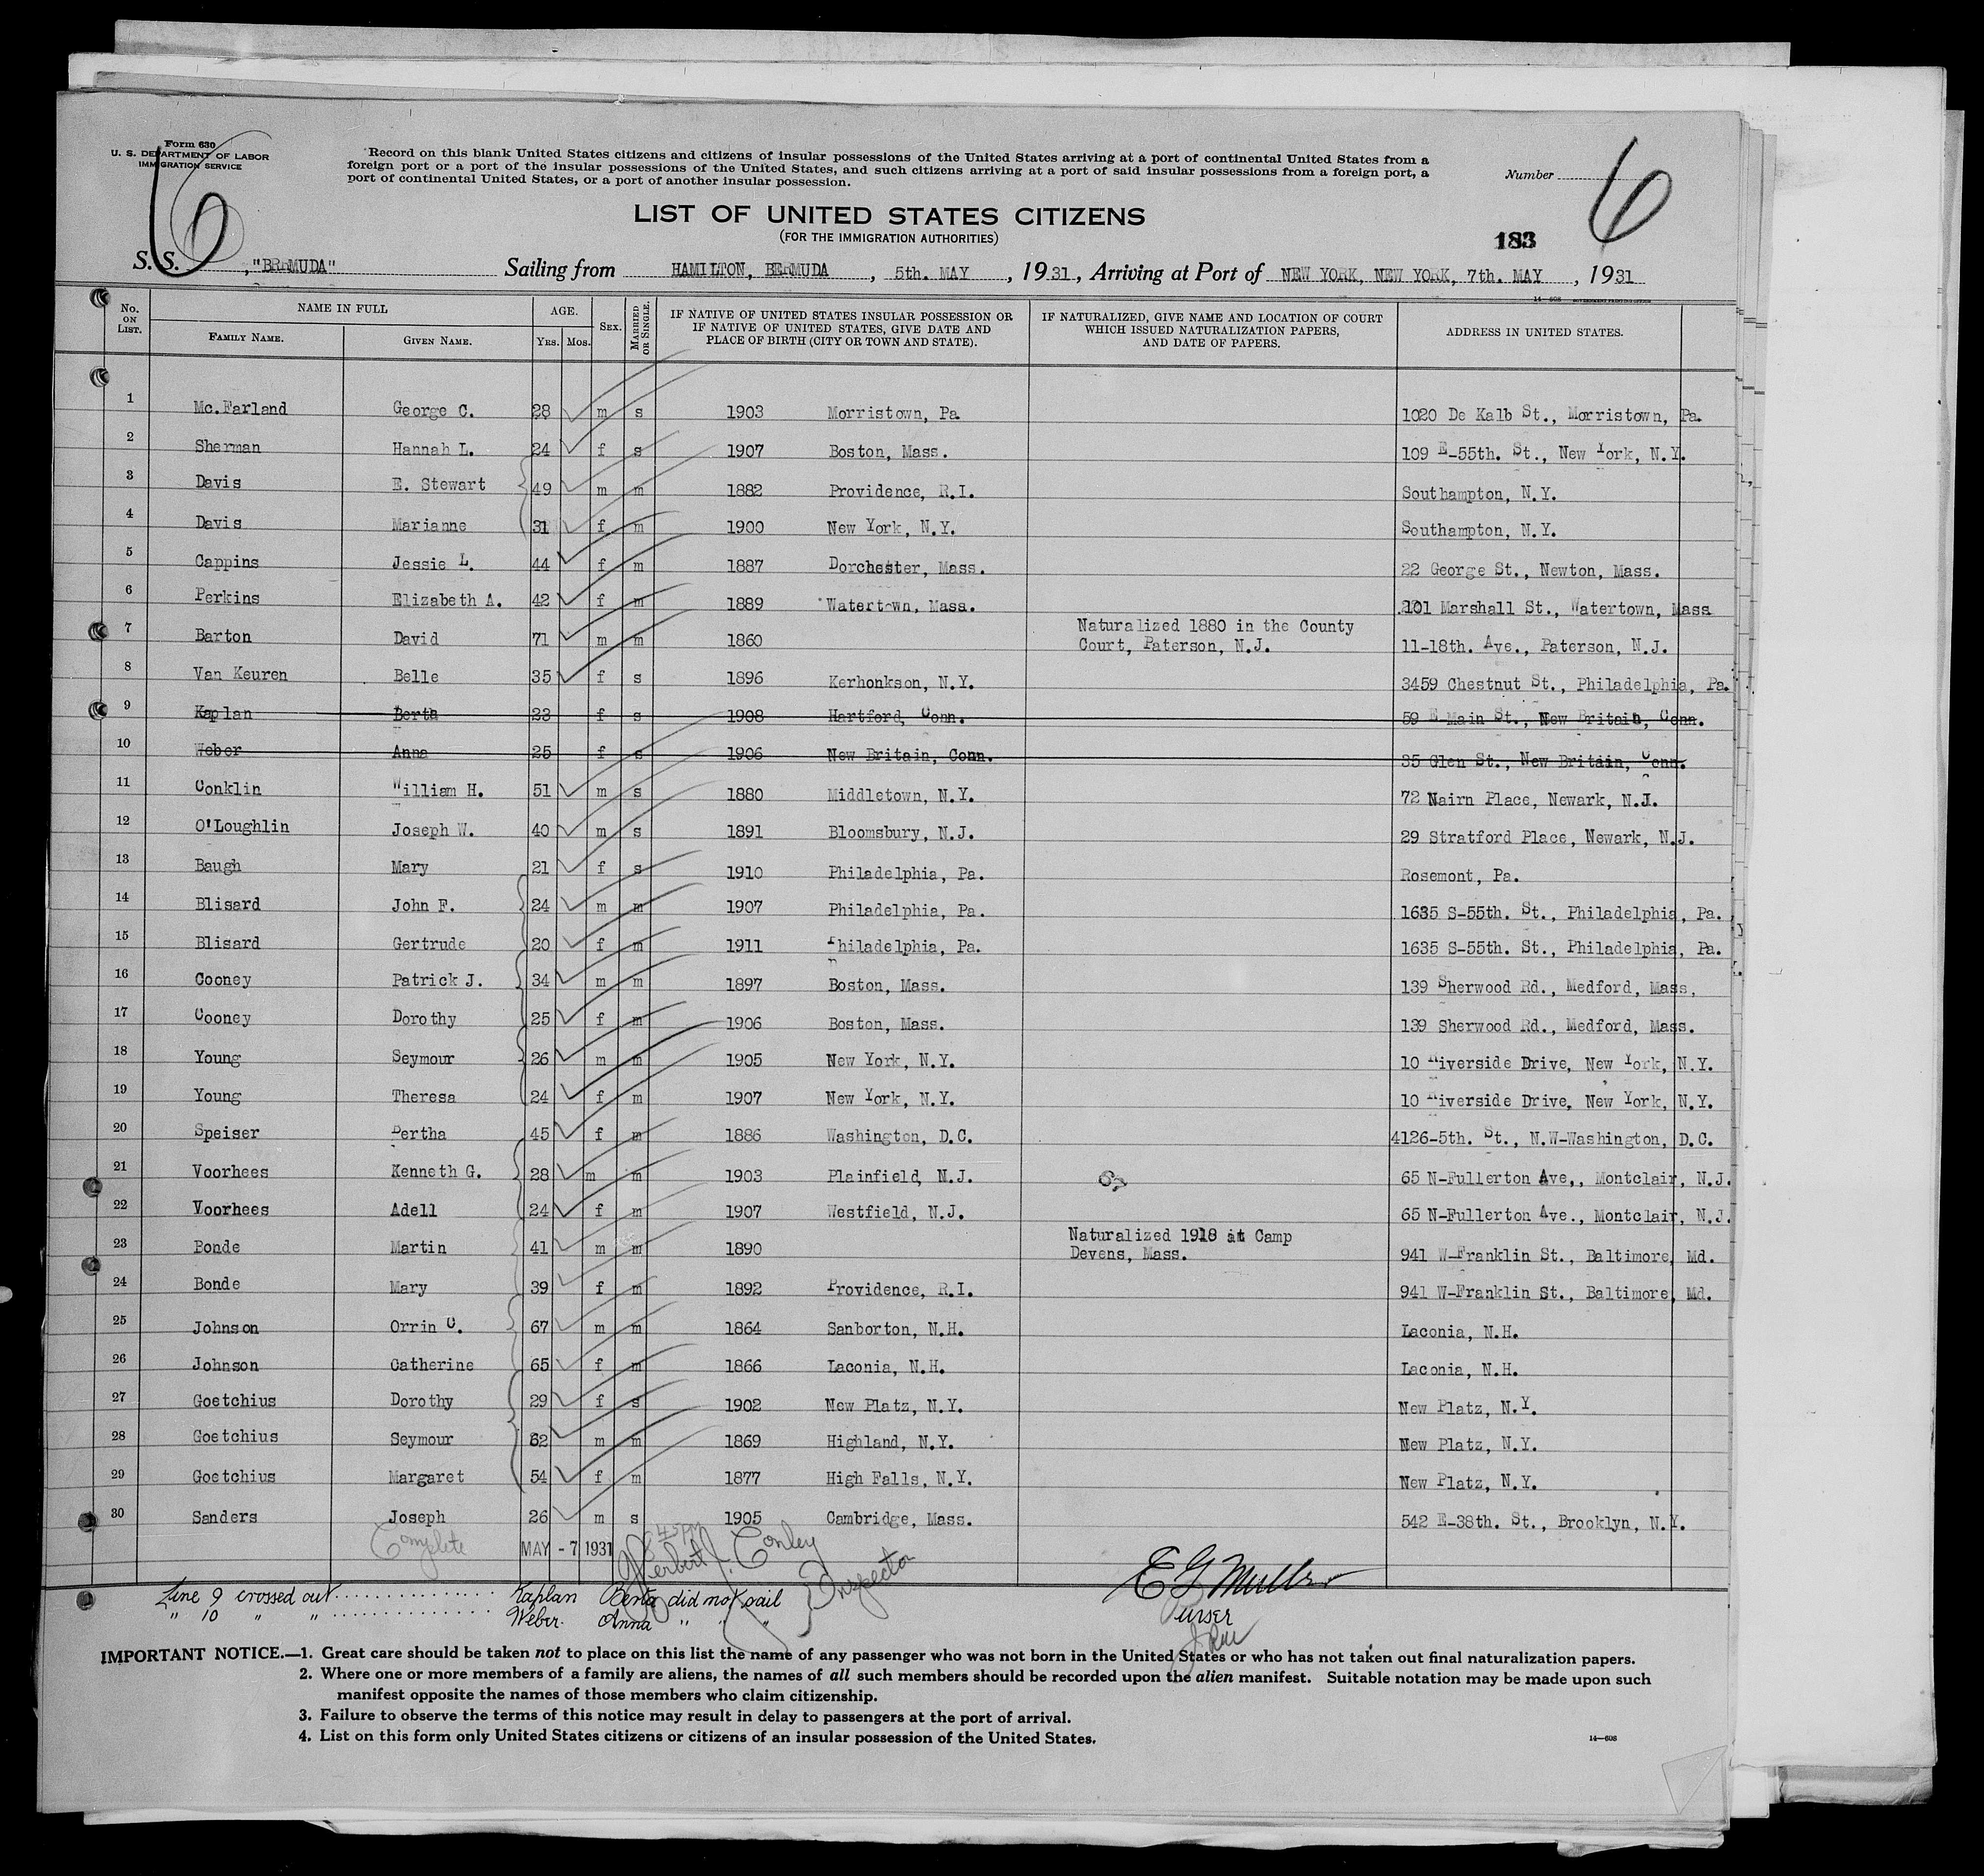 Form 630
U. S. DEPARTMENT OF LABOR
IMMIGRATION SERVICE
Record on this blank United States citizens and citizens of insular possessions of the United States arriving at a port of continental United States from a
foreign port or a port of the insular possessions of the United States, and such citizens arriving at a port of said insular possessions from a foreign port, a
port of continental United States, or a port of another insular possession.
Number
6
6
LIST OF UNITED STATES CITIZENS
(FOR THE IMMIGRATION AUTHORITIES)
183
S. S. "BERMUDA" Sailing from HAMILTON, BERMUDA, 5th. MAY, 1931, Arriving at Port of NEW YORK, NEW YORK, 7th. MAY, 1931
14—608 GOVERNMENT PRINTING OFFICE
No. ON LIST. NAME IN FULL FAMILY NAME. GIVEN NAME. AGE. YRS. MOS. SEX. MARRIED OR SINGLE. IF NATIVE OF UNITED STATES INSULAR POSSESSION OR IF NATIVE OF UNITED STATES, GIVE DATE AND PLACE OF BIRTH (CITY OR TOWN AND STATE). IF NATURALIZED, GIVE NAME AND LOCATION OF COURT WHICH ISSUED NATURALIZATION PAPERS, AND DATE OF PAPERS. ADDRESS IN UNITED STATES.
1 Mc.Farland George C. 28 m s 1903 Morristown, Pa. 1020 De Kalb St., Morristown, Pa.
2 Sherman Hannah L. 24 f s 1907 Boston, Mass. 109 E-55th. St., New York, N.Y.
3 Davis E. Stewart 49 m m 1882 Providence, R.I. Southampton, N.Y.
4 Davis Marianne 31 f m 1900 New York, N.Y. Southampton, N.Y.
5 Cappins Jessie L. 44 f m 1887 Dorchester, Mass. 22 George St., Newton, Mass.
6 Perkins Elizabeth A. 42 f m 1889 Watertown, Mass. Marshall St., Watertown, Mass
7 Barton David 71 m m 1860 Naturalized 1880 in the County Court, Paterson, N.J. 11-18th. Ave., Paterson, N.J.
8 Van Keuren Belle 35 f s 1896 Kerhonkson, N.Y. 3459 Chestnut St., Philadelphia, Pa.
9 Kaplan Berta 23 f s 1908 Hartford, Conn. 59 E Main St., New Britain, Conn.
10 Weber Anna 25 f s 1906 New Britain, Conn. 35 Glen St., New Britain, Conn.
11 Conklin William H. 51 m s 1880 Middletown, N.Y. 72 Nairn Place, Newark, N.J.
12 O'Loughlin Joseph W. 40 m s 1891 Bloomsbury, N.J. 29 Stratford Place, Newark, N.J.
13 Baugh Mary 21 f s 1910 Philadelphia, Pa. Rosemont, Pa.
14 Blisard John F. 24 m m 1907 Philadelphia, Pa. 1635 S-55th. St., Philadelphia, Pa.
15 Blisard Gertrude 20 f m 1911 Philadelphia, Pa. 1635 S-55th. St., Philadelphia, Pa.
16 Cooney Patrick J. 34 m m 1897 Boston, Mass. 139 Sherwood Rd., Medford, Mass.
17 Cooney Dorothy 25 f m 1906 Boston, Mass. 139 Sherwood Rd., Medford, Mass.
18 Young Seymour 26 m m 1905 New York, N.Y. 10 Riverside Drive, New York, N.Y.
19 Young Theresa 24 f m 1907 New York, N.Y. 10 Riverside Drive, New York, N.Y.
20 Speiser Bertha 45 f m 1886 Washington, D.C. 4126-5th. St., N.W-Washington, D.C.
21 Voorhees Kenneth G. 28 m m 1903 Plainfield, N.J. 65 N-Fullerton Ave., Montclair, N.J.
22 Voorhees Adell 24 f m 1907 Westfield, N.J. 65 N-Fullerton Ave., Montclair, N.J.
23 Bonde Martin 41 m m 1890 Naturalized 1918 at Camp Devens, Mass. 941 W-Franklin St., Baltimore, Md.
24 Bonde Mary 39 f m 1892 Providence, R.I. 941 W-Franklin St., Baltimore, Md.
25 Johnson Orrin C. 67 m m 1864 Sanborton, N.H. Laconia, N.H.
26 Johnson Catherine 65 f m 1866 Laconia, N.H. Laconia, N.H.
27 Goetchius Dorothy 29 f s 1902 New Platz, N.Y. New Platz, N.Y.
28 Goetchius Seymour 62 m m 1869 Highland, N.Y. New Platz, N.Y.
29 Goetchius Margaret 54 f m 1877 High Falls, N.Y. New Platz, N.Y.
30 Sanders Joseph 26 m s 1905 Cambridge, Mass. 542 E-38th. St., Brooklyn, N.Y.
Complete MAY - 7 1931 Herbert J. Conley Inspector
E G Muller
Purser
Line 9 crossed out Kaplan Berta did not sail
" 10 " " Weber. Anna " " "
IMPORTANT NOTICE.—1. Great care should be taken not to place on this list the name of any passenger who was not born in the United States or who has not taken out final naturalization papers.
2. Where one or more members of a family are aliens, the names of all such members should be recorded upon the alien manifest. Suitable notation may be made upon such
manifest opposite the names of those members who claim citizenship.
3. Failure to observe the terms of this notice may result in delay to passengers at the port of arrival.
4. List on this form only United States citizens or citizens of an insular possession of the United States.
14—608